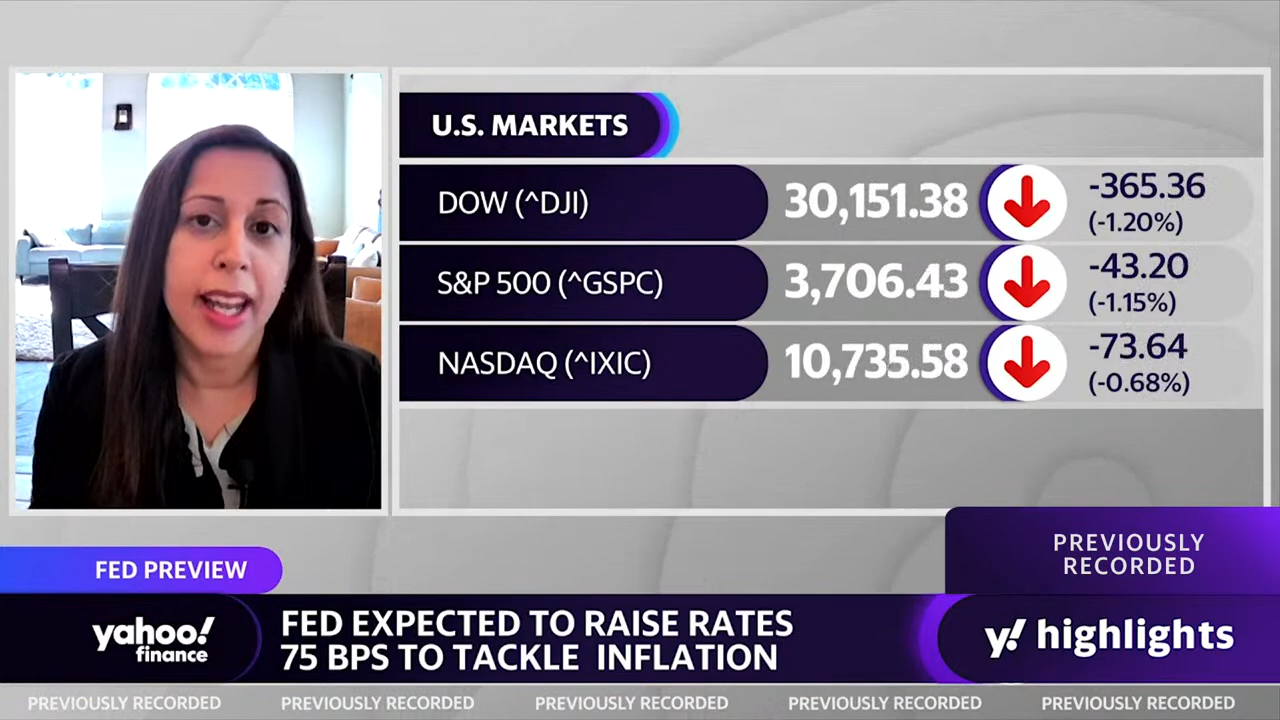 U.S. MARKETS
DOW (^DJI) 30,151.38 -365.36
(-1.20%)
S&P 500 (^GSPC) 3,706.43 -43.20
(-1.15%)
NASDAQ (^IXIC) 10,735.58 -73.64
(-0.68%)
PREVIOUSLY
RECORDED
FED PREVIEW
yahoo!
finance
FED EXPECTED TO RAISE RATES
75 BPS TO TACKLE INFLATION
y! highlights
PREVIOUSLY RECORDED PREVIOUSLY RECORDED PREVIOUSLY RECORDED PREVIOUSLY RECORDED PREVIOUSLY RECORDED